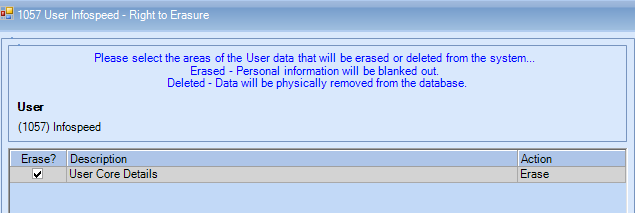 1057 User Infospeed - Right to Erasure
Please select the areas of the User data that will be erased or deleted from the system...
Erased - Personal information will be blanked out.
Deleted - Data will be physically removed from the database.
User
(1057) Infospeed
Erase? Description Action
User Core Details Erase